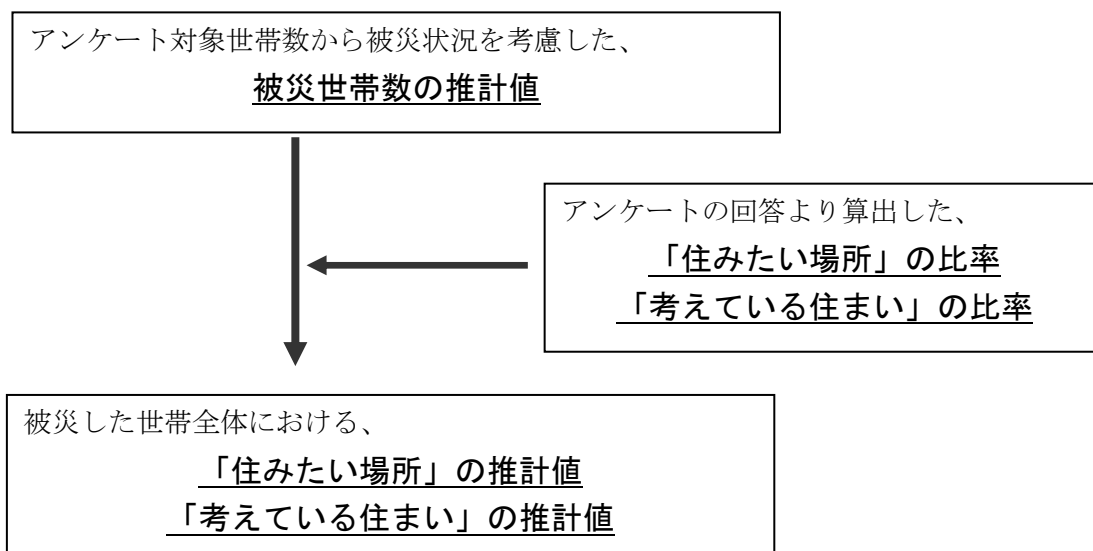 アンケート対象世帯数から被災状況を考慮した、
被災世帯数の推計値
アンケートの回答より算出した、
「住みたい場所」の比率
「考えている住まい」の比率
被災した世帯全体における、
「住みたい場所」の推計値
「考えている住まい」の推計値